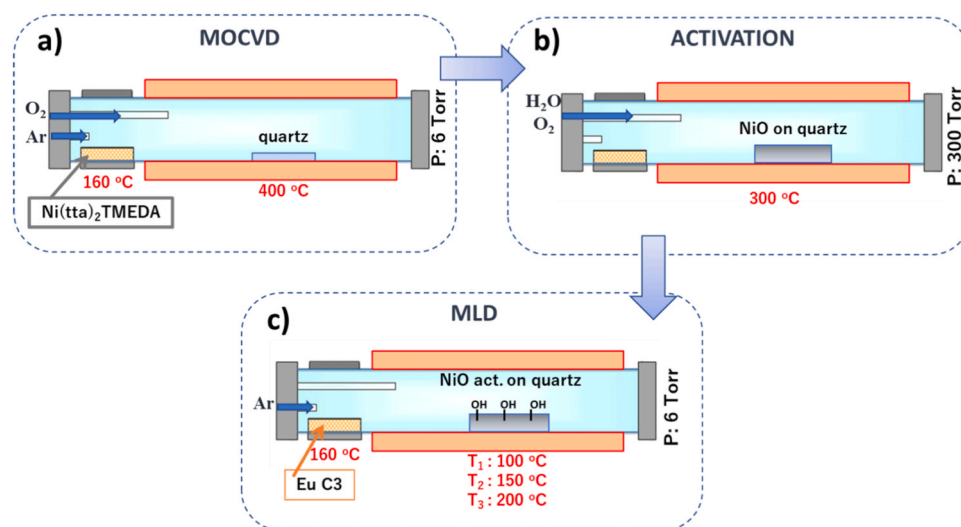 a)
MOCVD
O₂
Ar
quartz
160 °C
400 °C
Ni(tta)₂TMEDA
P: 6 Torr
b)
ACTIVATION
H₂O
O₂
NiO on quartz
300 °C
P: 300 Torr
c)
MLD
Ar
NiO act. on quartz
OH OH OH
160 °C
Eu C3
T₁ : 100 °C
T₂ : 150 °C
T₃ : 200 °C
P: 6 Torr